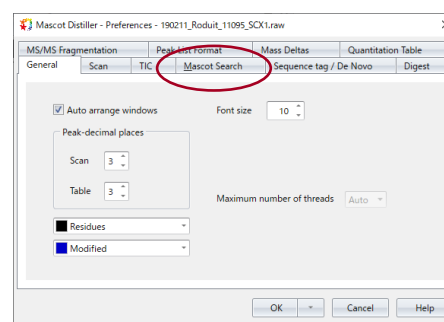 Mascot Distiller - Preferences - 190211_Roduit_11095_SCX1.raw
MS/MS Fragmentation Peak List Format Mass Deltas Quantitation Table
General Scan TIC Mascot Search Sequence tag / De Novo Digest
Auto arrange windows Font size 10
Peak-decimal places
Scan 3
Table 3
Maximum number of threads Auto
Residues
Modified
OK Cancel Help